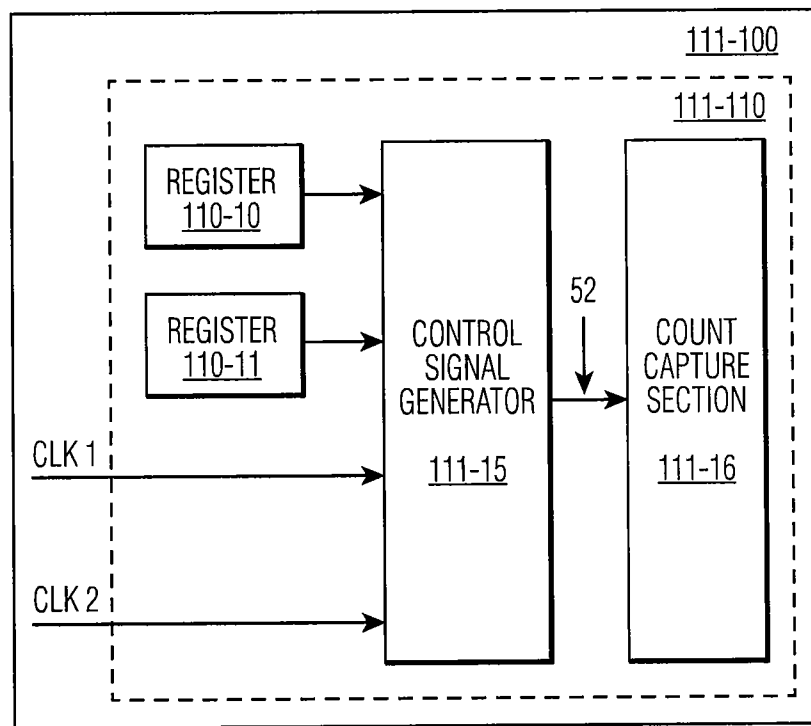 111-100
111-110
REGISTER
110-10
REGISTER
110-11
CONTROL
SIGNAL
GENERATOR
111-15
52
COUNT
CAPTURE
SECTION
111-16
CLK 1
CLK 2